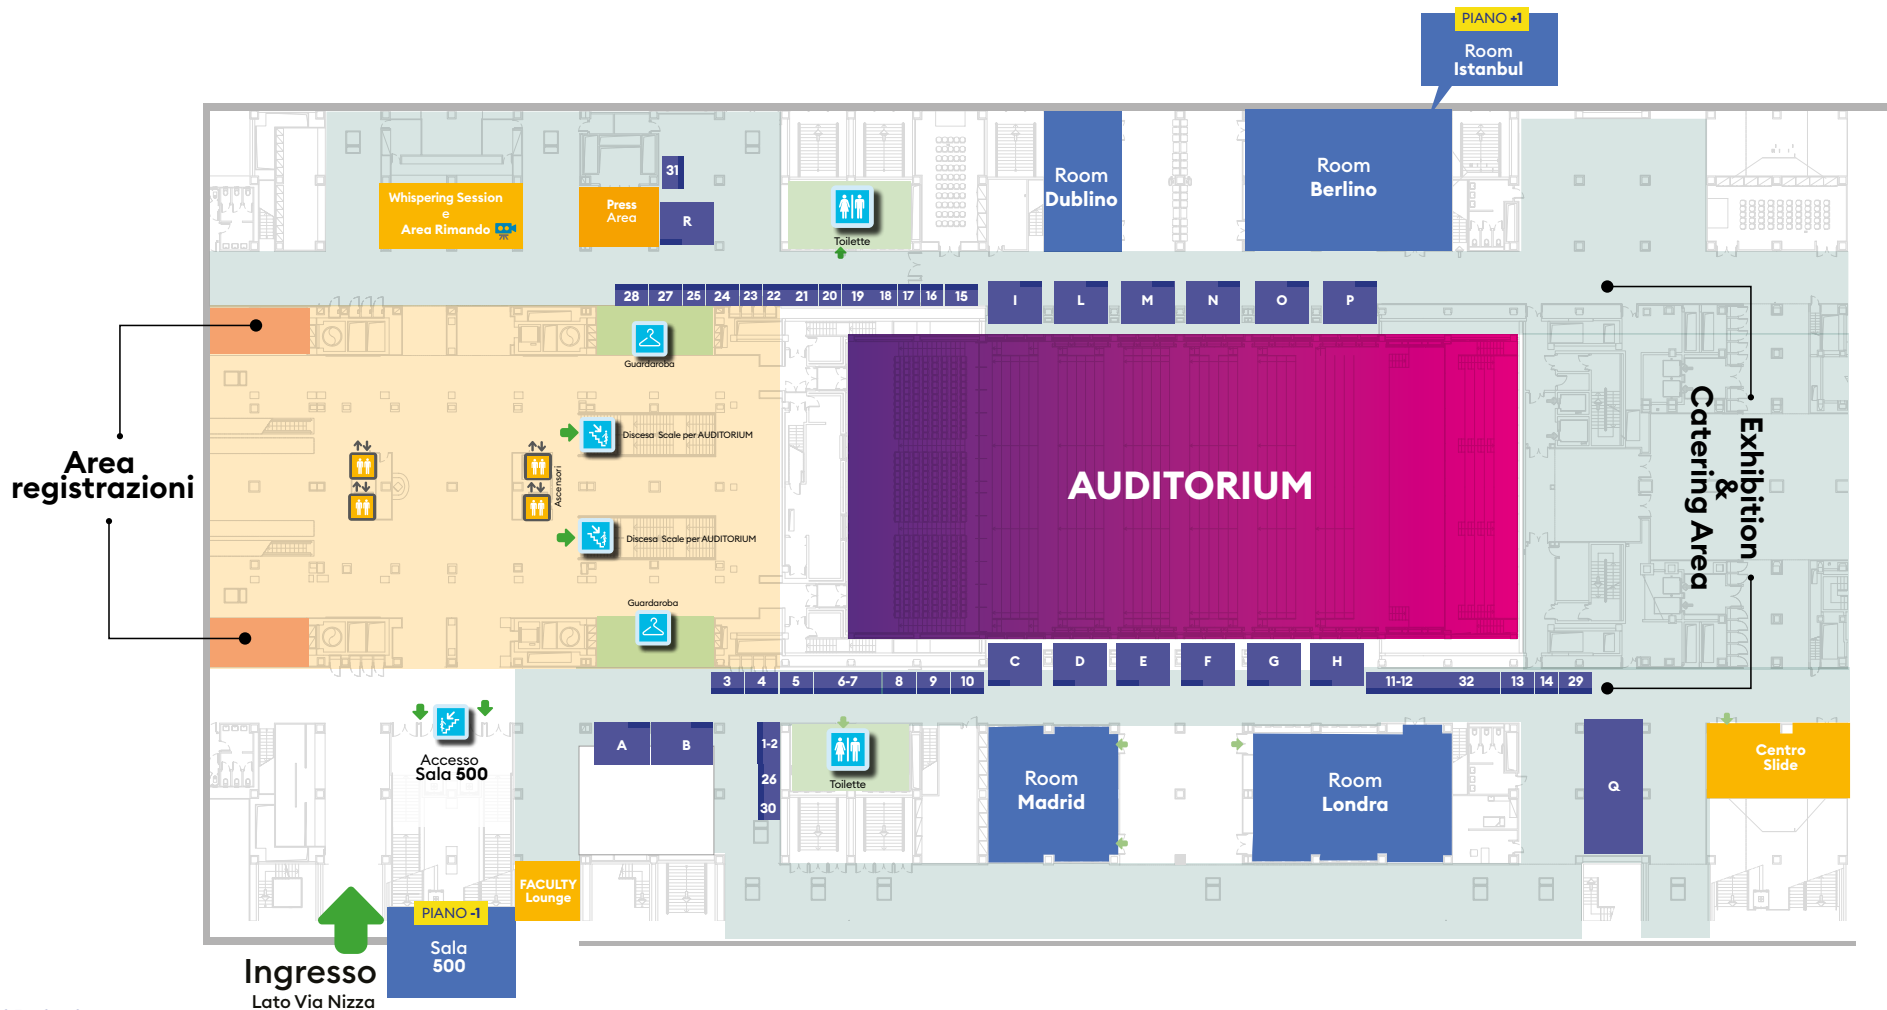 PIANO +1
Room
Istanbul
Whispering Session
e
Area Rimando
Press
Area
31
R
Toilette
Room
Dublino
Room
Berlino
28
27
25
24
23
22
21
20
19
18
17
16
15
I
L
M
N
O
P
Guardaroba
Discesa Scale per AUDITORIUM
Ascensori
Discesa Scale per AUDITORIUM
Guardaroba
Area
registrazioni
AUDITORIUM
Exhibition
&
Catering Area
3
4
5
6-7
8
9
10
C
D
E
F
G
H
11-12
32
13
14
29
Accesso
Sala 500
A
B
1-2
26
30
Toilette
Room
Madrid
Room
Londra
Q
Centro
Slide
FACULTY
Lounge
PIANO -1
Sala
500
Ingresso
Lato Via Nizza